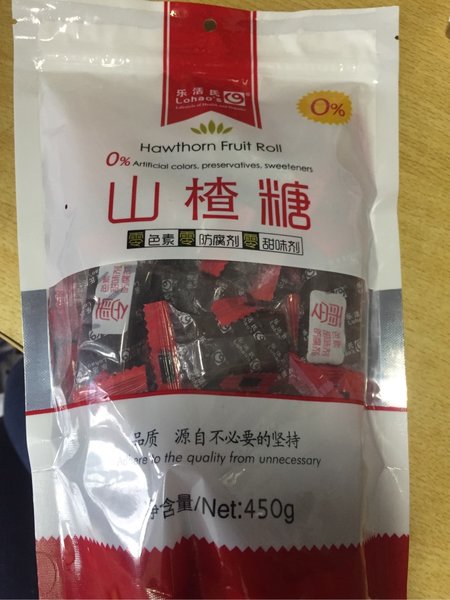 乐活氏
Lohao's
®
0%
Hawthorn Fruit Roll
0% Artificial colors, preservatives, sweeteners
山楂糖
零色素零防腐剂零甜味剂
品质 源自不必要的坚持
to the quality from unnecessary
净含量/Net:450g